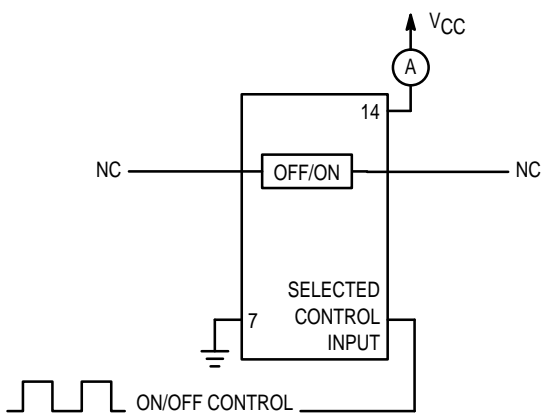 VCC
A
14
NC
OFF/ON
NC
SELECTED
7
CONTROL
INPUT
ON/OFF CONTROL